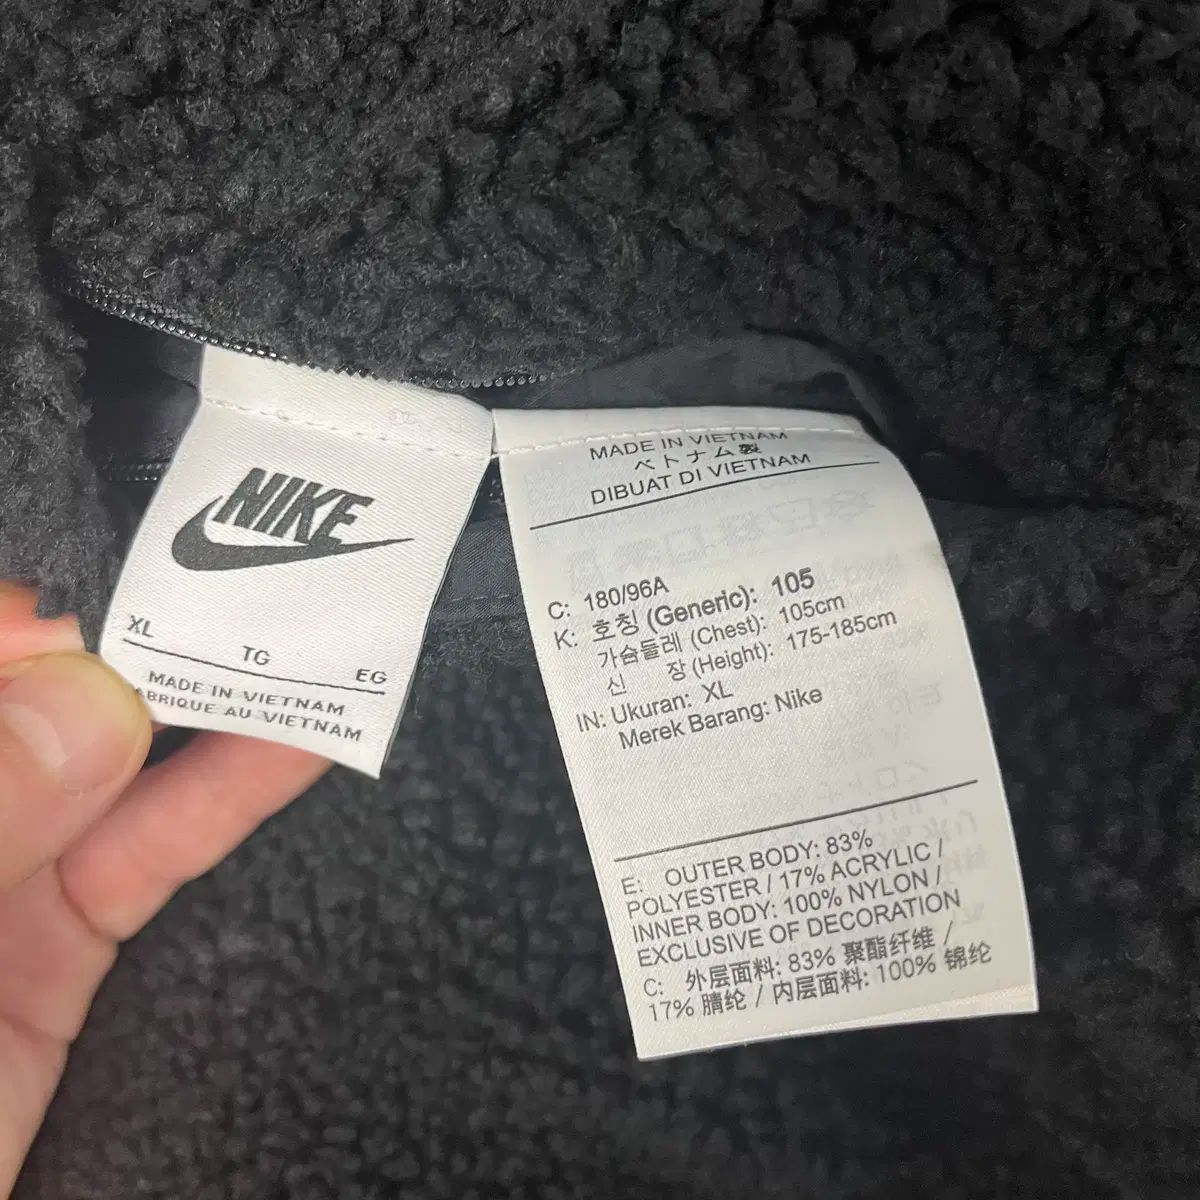 NIKE
XL
TG
EG
MADE IN VIETNAM
ABRIQUE AU VIETNAM
MADE IN VIETNAM
ベトナム製
DIBUAT DI VIETNAM
C: 180/96A
K: 호칭 (Generic): 105
가슴둘레 (Chest): 105cm
신 장 (Height): 175-185cm
IN: Ukuran: XL
Merek Barang: Nike
E: OUTER BODY: 83%
POLYESTER / 17% ACRYLIC /
INNER BODY: 100% NYLON /
EXCLUSIVE OF DECORATION
C: 外层面料: 83% 聚酯纤维 /
17% 腈纶 / 内层面料: 100% 锦纶